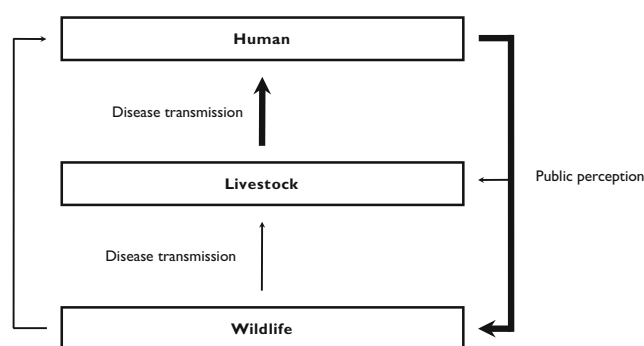 Human
Disease transmission
Livestock
Public perception
Disease transmission
Wildlife